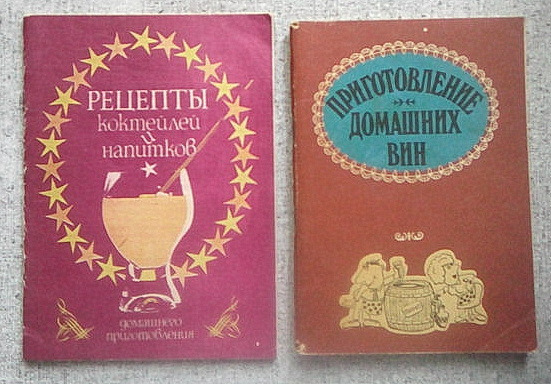 РЕЦЕПТЫ
коктейлей
и
напитков
домашнего
приготовления
ПРИГОТОВЛЕНИЕ
ДОМАШНИХ
ВИН